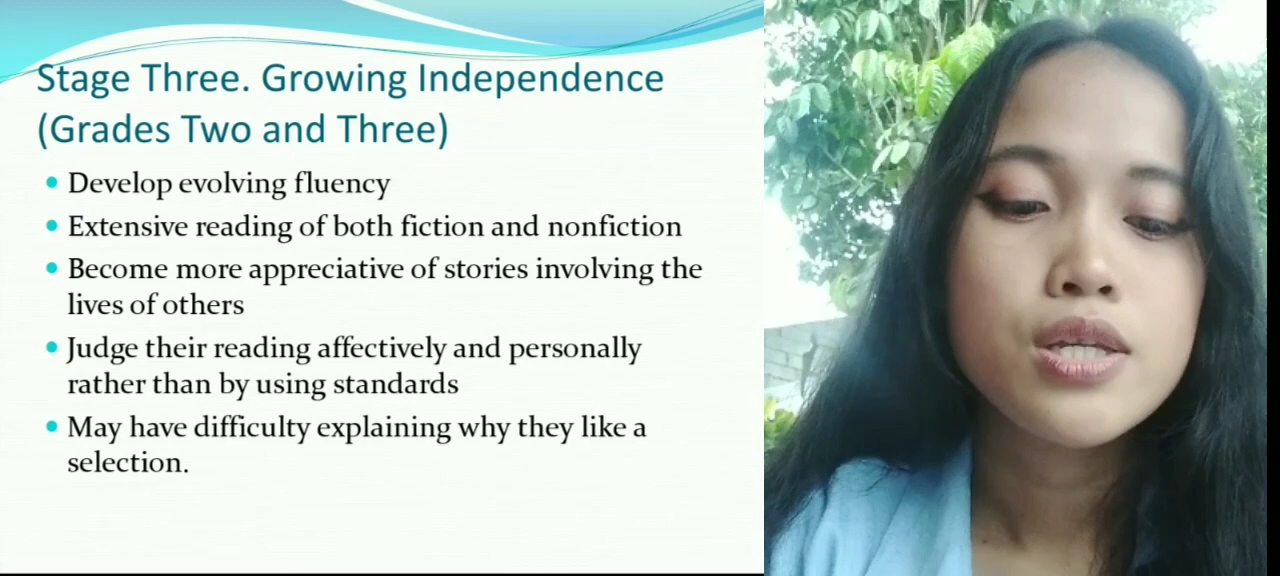 Stage Three. Growing Independence
(Grades Two and Three)
Develop evolving fluency
Extensive reading of both fiction and nonfiction
Become more appreciative of stories involving the
lives of others
Judge their reading affectively and personally
rather than by using standards
May have difficulty explaining why they like a
selection.